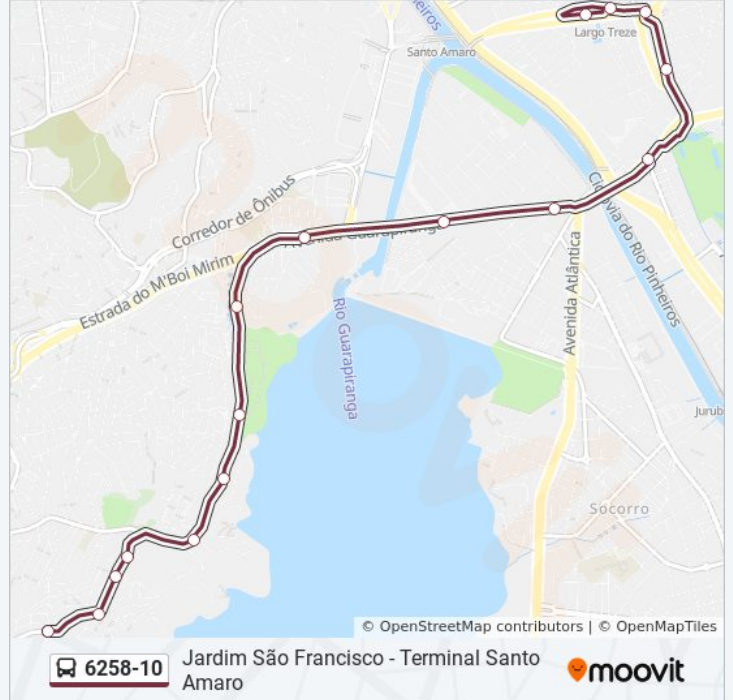 heiros
Largo Treze
Santo Amaro
Corredor de Ônibus
Ciclovia do Rio Pinheiros
Avenida Guarapiranga
Estrada do M'Boi Mirim
Avenida Atlântica
Rio Guarapiranga
Jurub
Socorro
© OpenStreetMap contributors | © OpenMapTiles
6258-10
Jardim São Francisco - Terminal Santo
Amaro
moovit